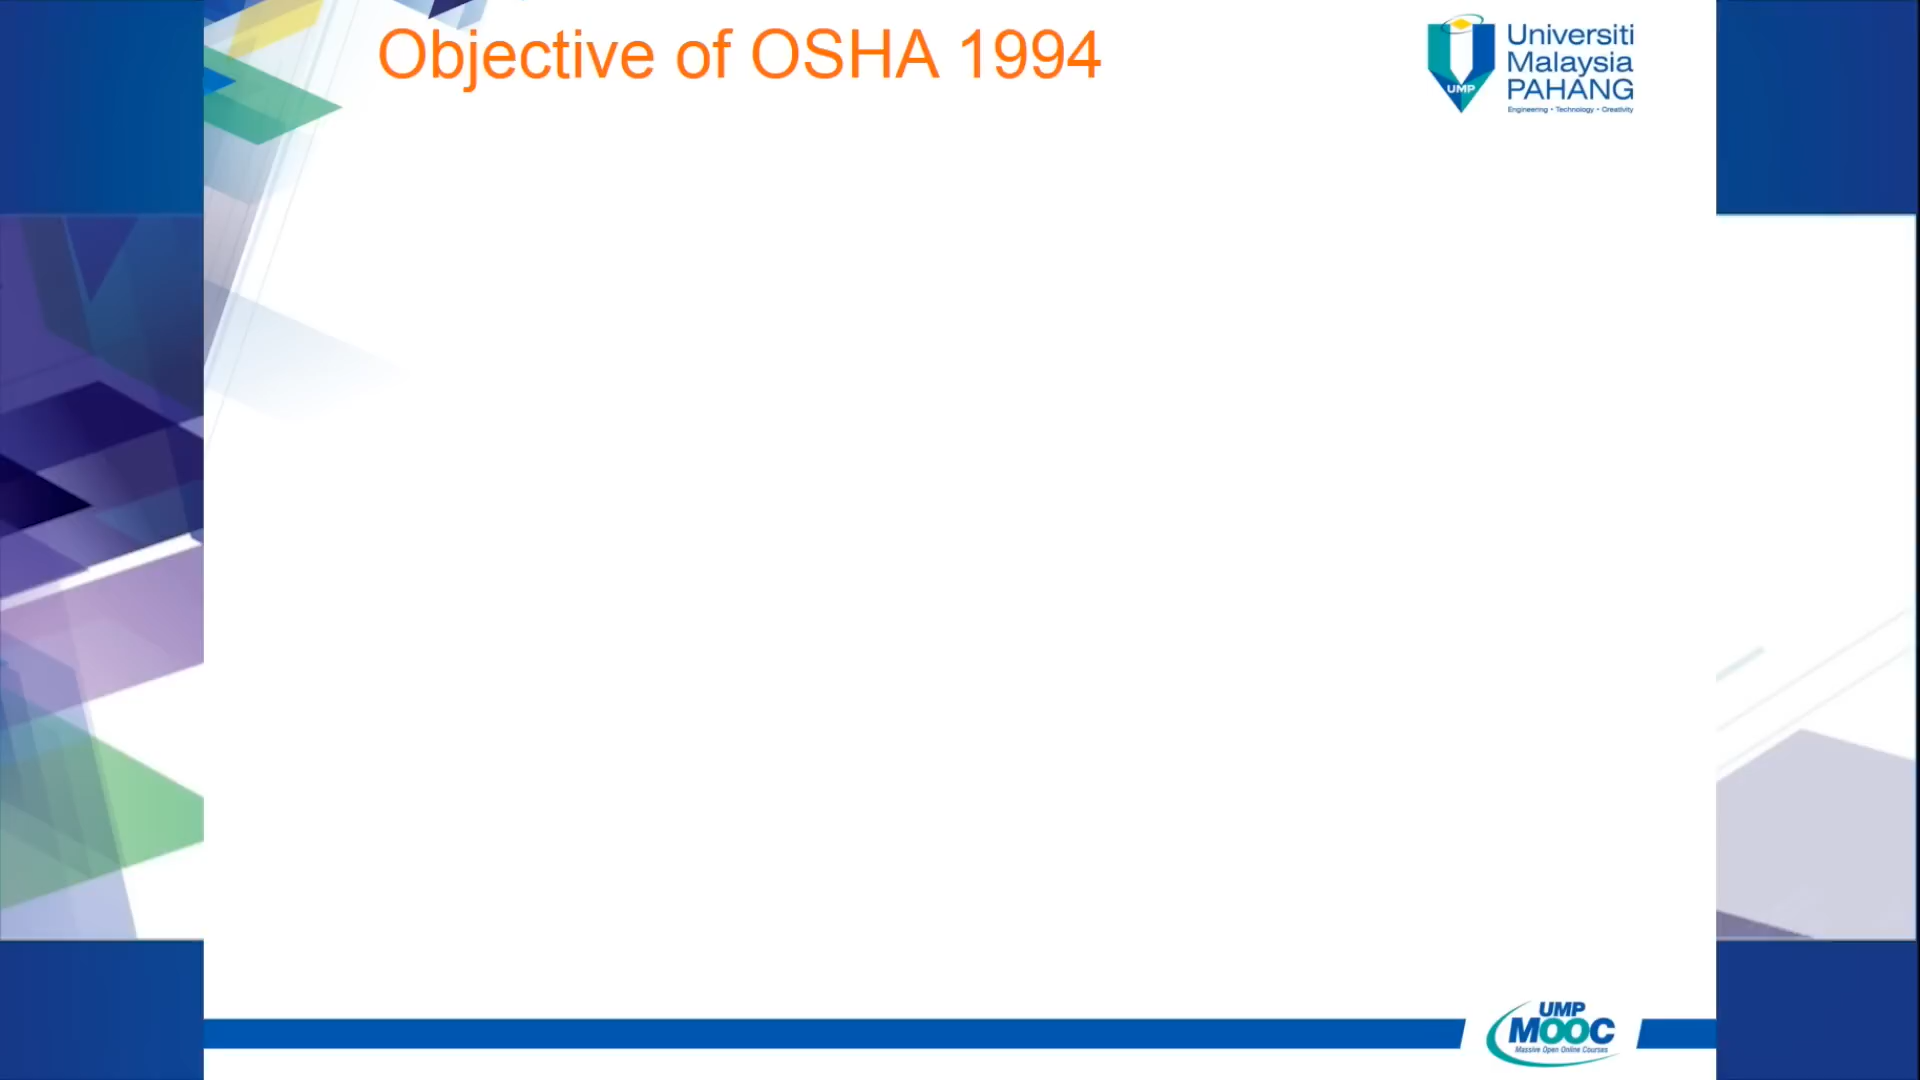 Objective of OSHA 1994
Universiti
Malaysia
PAHANG
Engineering • Technology • Creativity
UMP
UMP
MOOC
Massive Open Online Courses